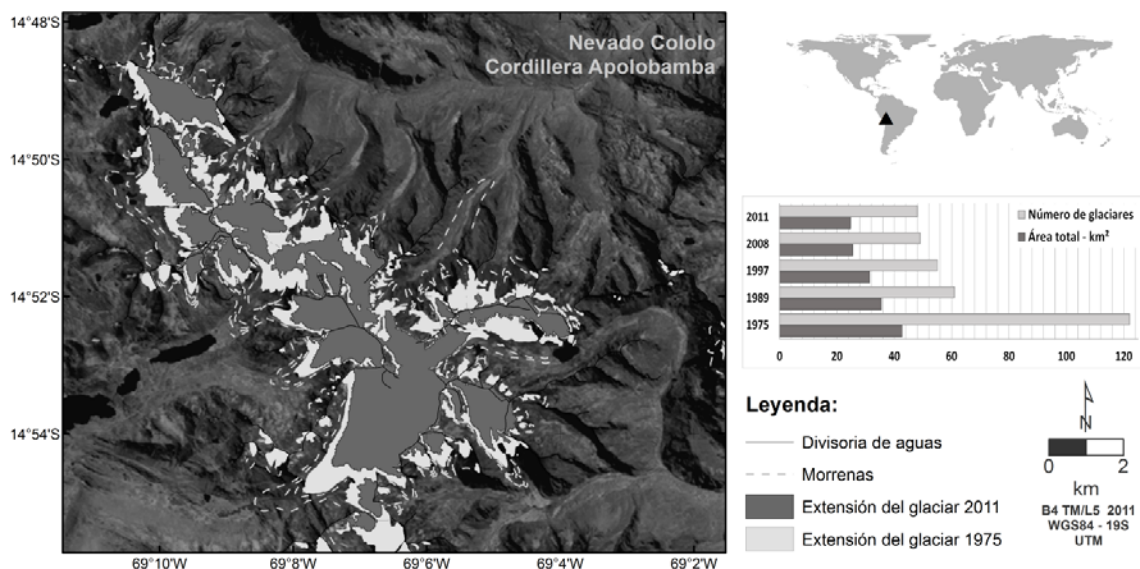 14°48'S
14°50'S
14°52'S
14°54'S
69°10'W
69°8'W
69°6'W
69°4'W
69°2'W
Nevado Cololo
Cordillera Apolobamba
2011
2008
1997
1989
1975
Número de glaciares
Área total - km²
0 20 40 60 80 100 120
Leyenda:
Divisoria de aguas
Morrenas
Extensión del glaciar 2011
Extensión del glaciar 1975
N
0 2
km
B4 TM/L5 2011
WGS84 - 19S
UTM